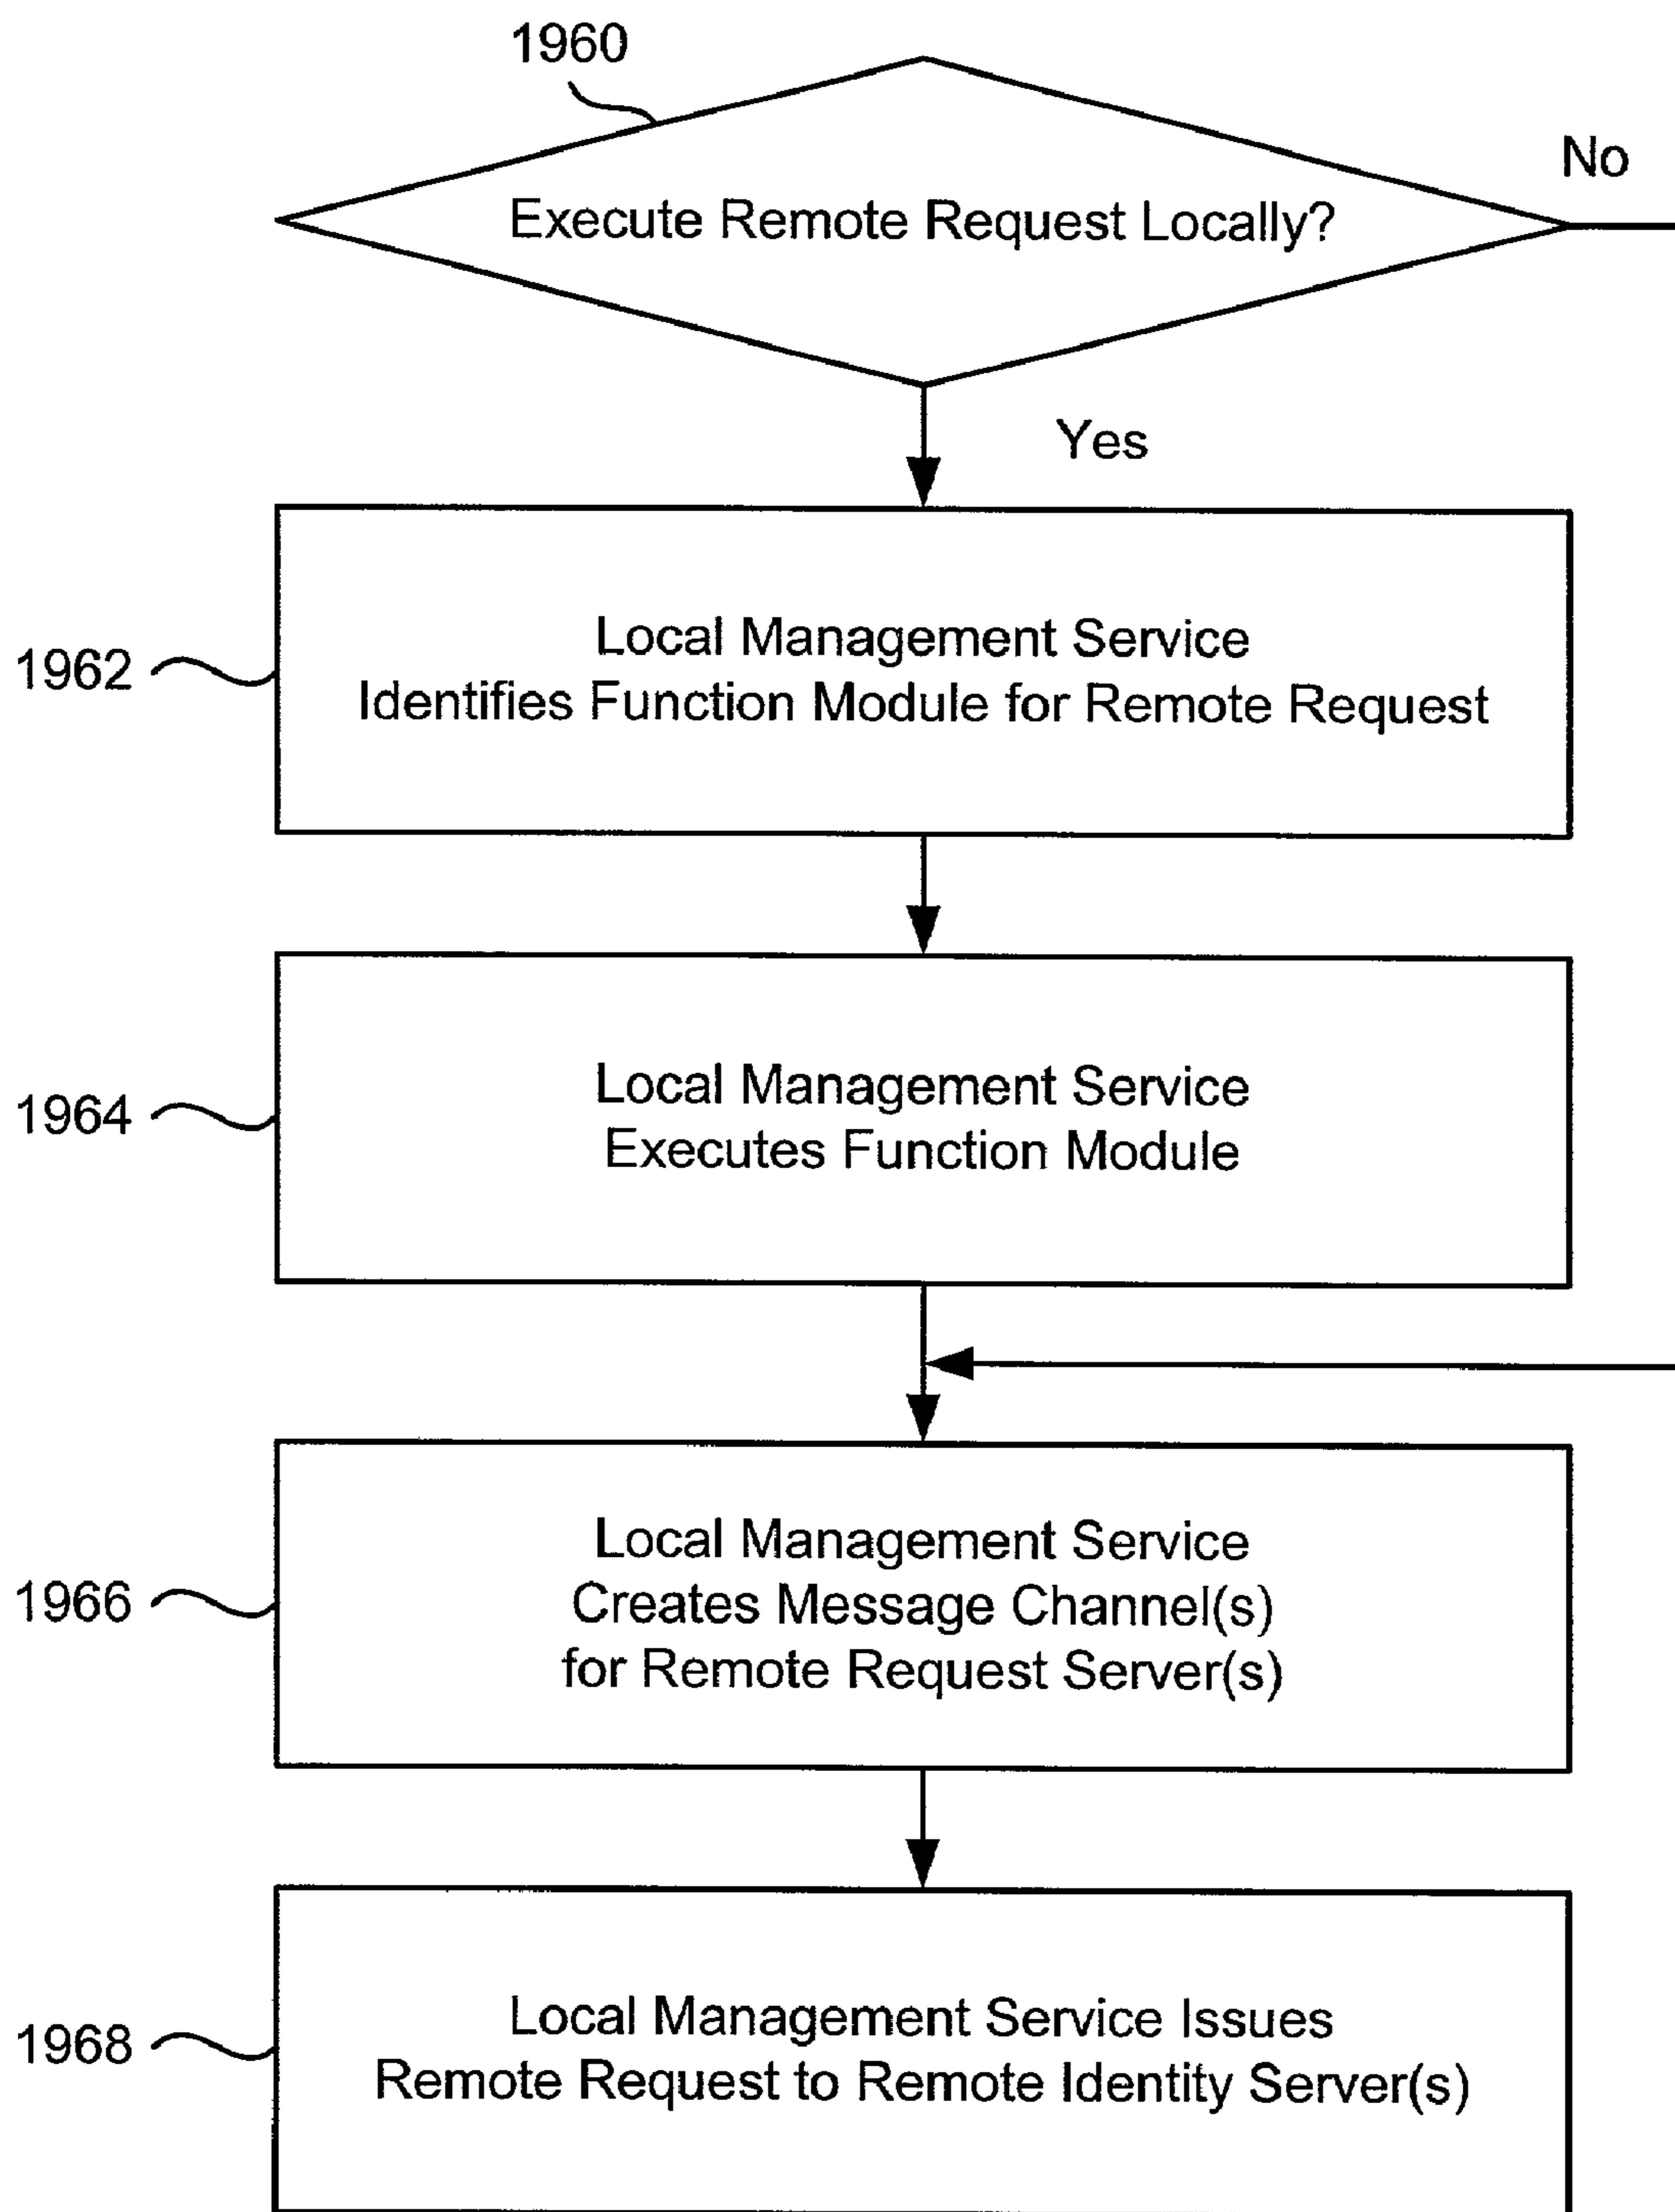 1960
No
Execute Remote Request Locally?
Yes
Local Management Service
1962
Identifies Function Module for Remote Request
Local Management Service
1964
Executes Function Module
Local Management Service
1966
Creates Message Channel(s)
for Remote Request Server(s)
Local Management Service Issues
1968
Remote Request to Remote Identity Server(s)